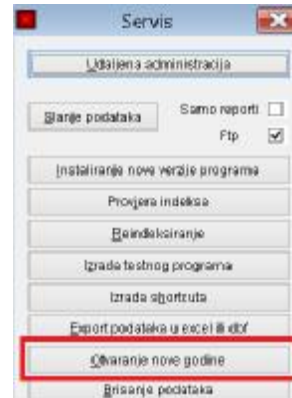 Servis
Udaljena administracija
Slanje podataka
Samo reporti
Ftp
Instaliranje nove verzije programa
Provjera indeksa
Reindeksiranje
Izrada testnog programa
Izrada shortcuta
Export podataka u excel ili dbf
Otvaranje nove godine
Brisanje podataka